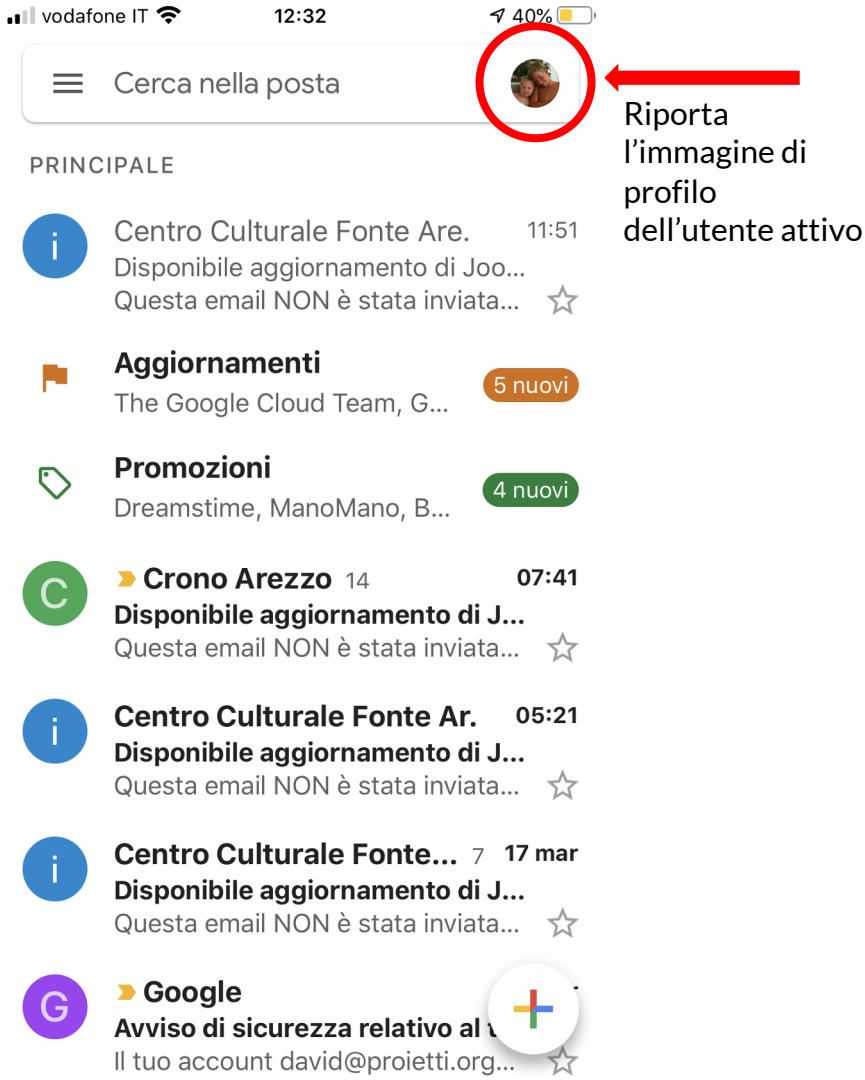 vodafone IT 12:32 40%
Cerca nella posta
Riporta
l'immagine di
profilo
dell'utente attivo
PRINCIPALE
i Centro Culturale Fonte Are. 11:51
Disponibile aggiornamento di Joo...
Questa email NON è stata inviata...
Aggiornamenti
The Google Cloud Team, G... 5 nuovi
Promozioni
Dreamstime, ManoMano, B... 4 nuovi
C Crono Arezzo 14 07:41
Disponibile aggiornamento di J...
Questa email NON è stata inviata...
i Centro Culturale Fonte Ar. 05:21
Disponibile aggiornamento di J...
Questa email NON è stata inviata...
i Centro Culturale Fonte... 7 17 mar
Disponibile aggiornamento di J...
Questa email NON è stata inviata...
G Google
Avviso di sicurezza relativo al
Il tuo account david@proietti.org...